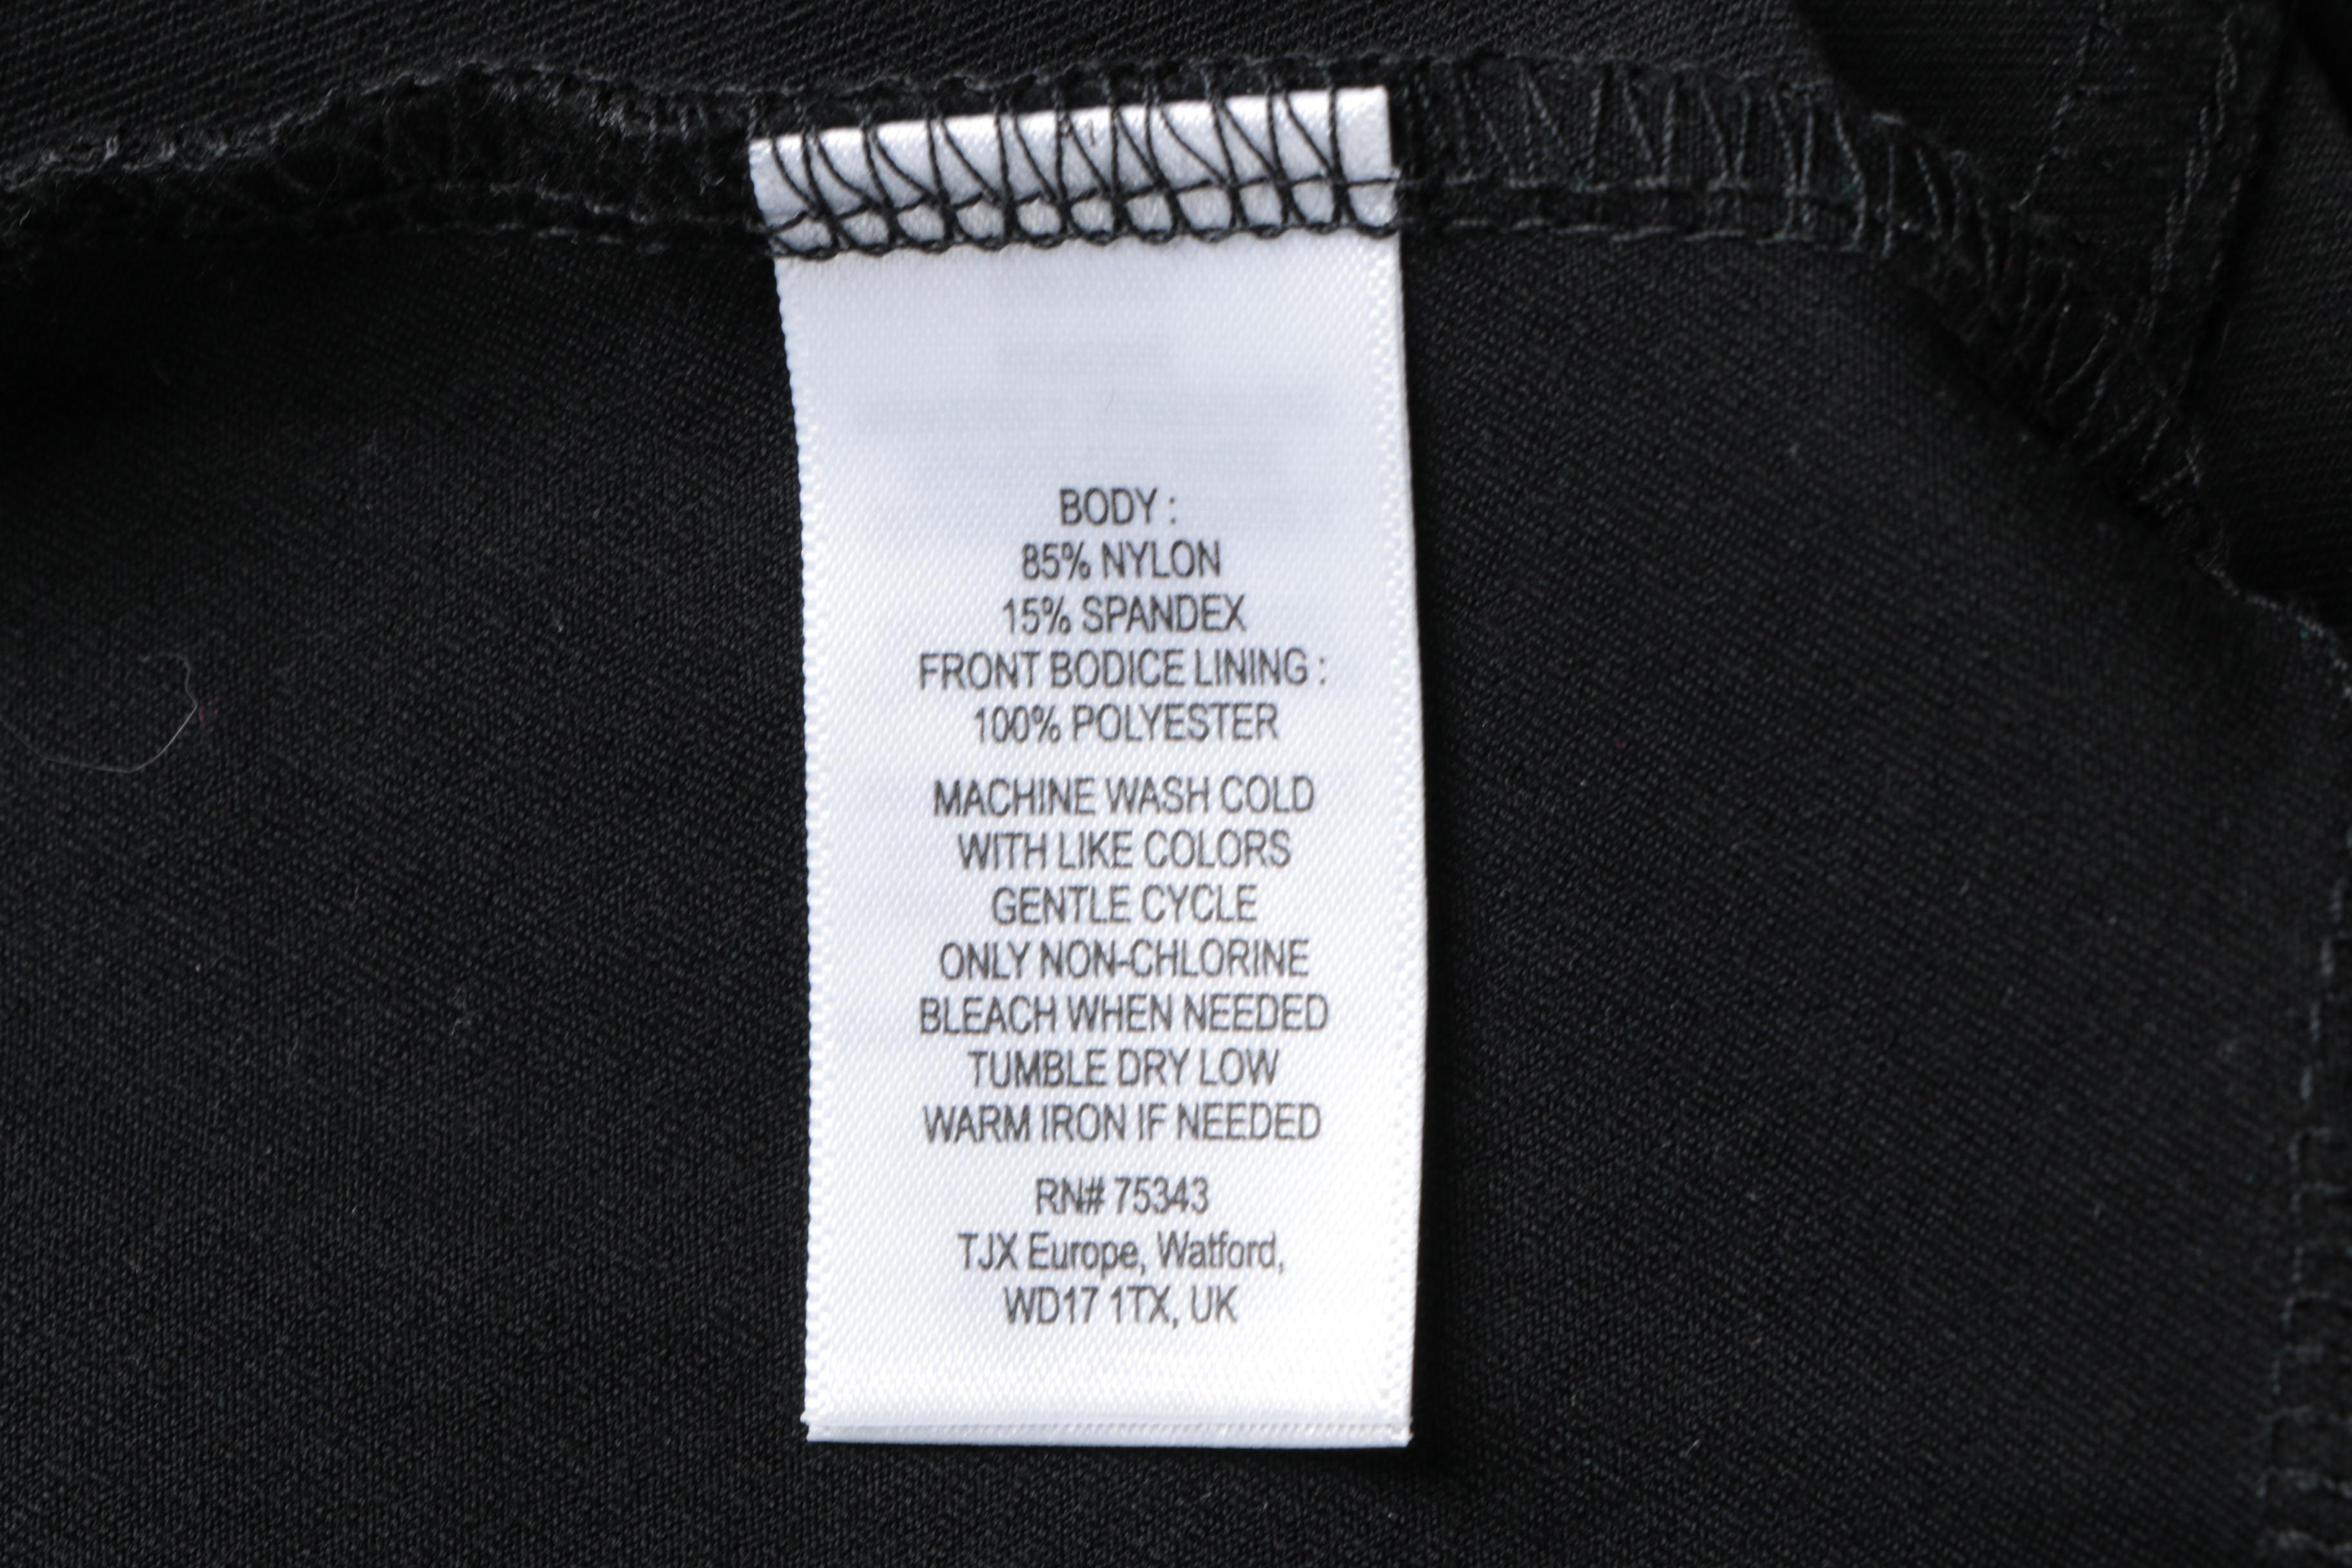 BODY :
85% NYLON
15% SPANDEX
FRONT BODICE LINING :
100% POLYESTER
MACHINE WASH COLD
WITH LIKE COLORS
GENTLE CYCLE
ONLY NON-CHLORINE
BLEACH WHEN NEEDED
TUMBLE DRY LOW
WARM IRON IF NEEDED
RN# 75343
TJX Europe, Watford,
WD17 1TX, UK